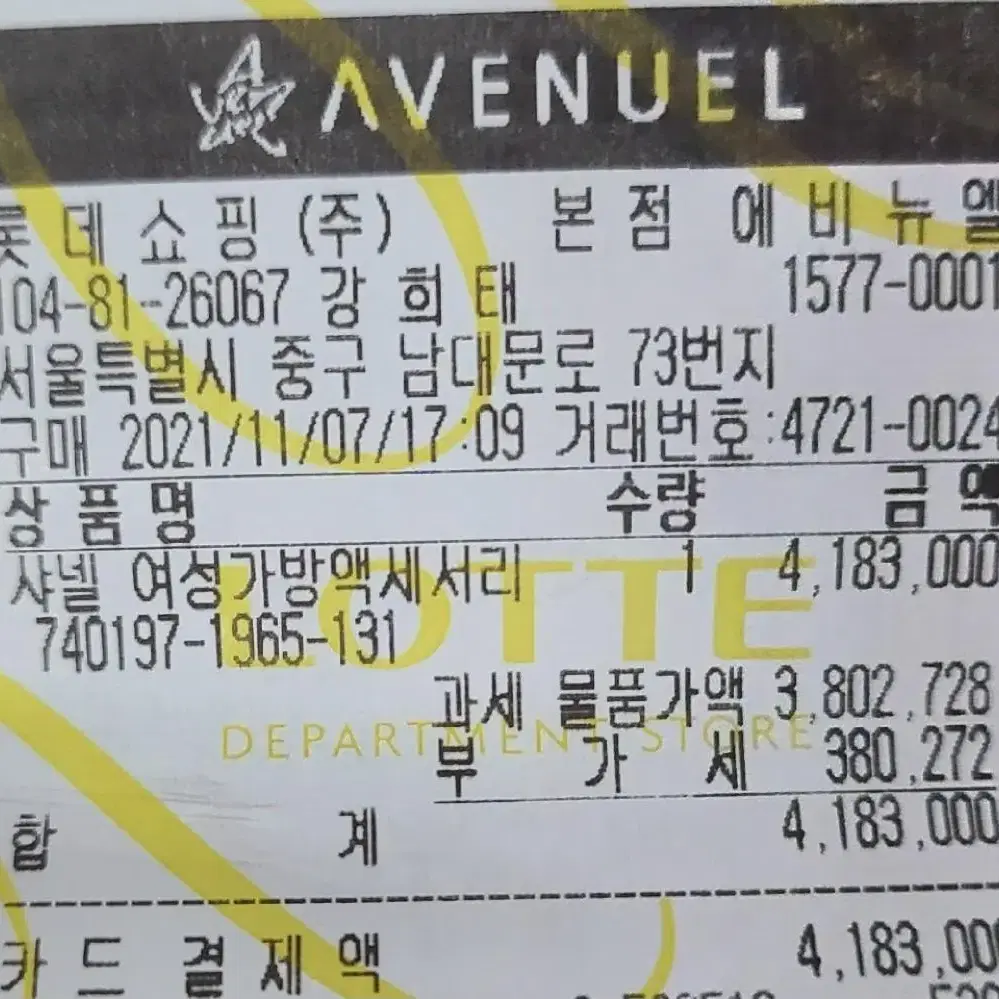 AVENUEL
롯데쇼핑(주) 본점 에비뉴엘
104-81-26067 강희태 1577-0001
서울특별시 중구 남대문로 73번지
구매 2021/11/07/17:09 거래번호:4721-0024
상품명 수량 금액
샤넬 여성가방액세서리 1 4,183,000
740197-1965-131
LOTTE
과세 물품가액 3,802,728
DEPARTMENT STORE
부가세 380,272
합계 4,183,000
카드결제액 4,183,00